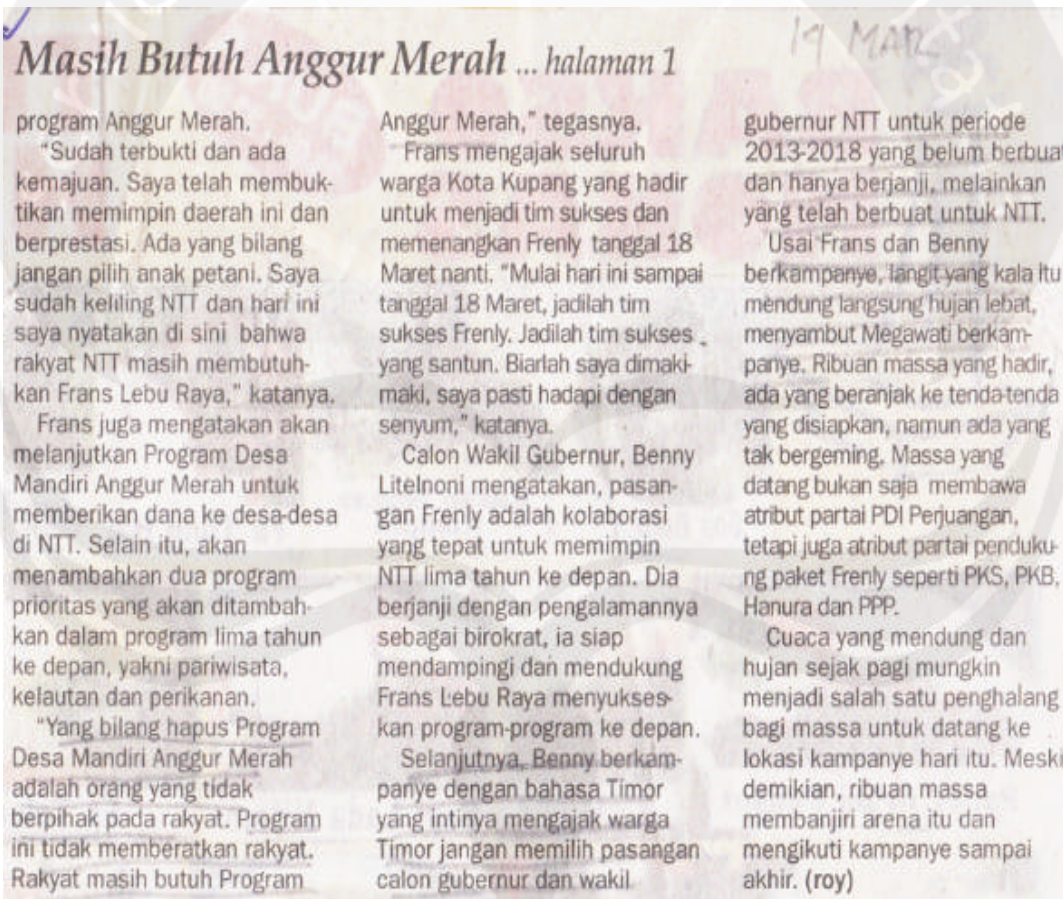 Masih Butuh Anggur Merah ... halaman 1
19 MAR
program Anggur Merah.
“Sudah terbukti dan ada
kemajuan. Saya telah membuk-
tikan memimpin daerah ini dan
berprestasi. Ada yang bilang
jangan pilih anak petani. Saya
sudah keliling NTT dan hari ini
saya nyatakan di sini bahwa
rakyat NTT masih membutuh-
kan Frans Lebu Raya,” katanya.
Frans juga mengatakan akan
melanjutkan Program Desa
Mandiri Anggur Merah untuk
memberikan dana ke desa-desa
di NTT. Selain itu, akan
menambahkan dua program
prioritas yang akan ditambah-
kan dalam program lima tahun
ke depan, yakni pariwisata,
kelautan dan perikanan.
“Yang bilang hapus Program
Desa Mandiri Anggur Merah
adalah orang yang tidak
berpihak pada rakyat. Program
ini tidak memberatkan rakyat.
Rakyat masih butuh Program
Anggur Merah,” tegasnya.
Frans mengajak seluruh
warga Kota Kupang yang hadir
untuk menjadi tim sukses dan
memenangkan Frenly tanggal 18
Maret nanti. “Mulai hari ini sampai
tanggal 18 Maret, jadilah tim
sukses Frenly. Jadilah tim sukses
yang santun. Biarlah saya dimaki-
maki, saya pasti hadapi dengan
senyum,” katanya.
Calon Wakil Gubernur, Benny
Litelnoni mengatakan, pasan-
gan Frenly adalah kolaborasi
yang tepat untuk memimpin
NTT lima tahun ke depan. Dia
berjanji dengan pengalamannya
sebagai birokrat, ia siap
mendampingi dan mendukung
Frans Lebu Raya menyukses-
kan program-program ke depan.
Selanjutnya, Benny berkam-
panye dengan bahasa Timor
yang intinya mengajak warga
Timor jangan memilih pasangan
calon gubernur dan wakil
gubernur NTT untuk periode
2013-2018 yang belum berbuat
dan hanya berjanji, melainkan
yang telah berbuat untuk NTT.
Usai Frans dan Benny
berkampanye, langit yang kala itu
mendung langsung hujan lebat,
menyambut Megawati berkam-
panye. Ribuan massa yang hadir,
ada yang beranjak ke tenda-tenda
yang disiapkan, namun ada yang
tak bergeming. Massa yang
datang bukan saja membawa
atribut partai PDI Perjuangan,
tetapi juga atribut partai penduku-
ng paket Frenly seperti PKS, PKB,
Hanura dan PPP.
Cuaca yang mendung dan
hujan sejak pagi mungkin
menjadi salah satu penghalang
bagi massa untuk datang ke
lokasi kampanye hari itu. Meski
demikian, ribuan massa
membanjiri arena itu dan
mengikuti kampanye sampai
akhir. (roy)